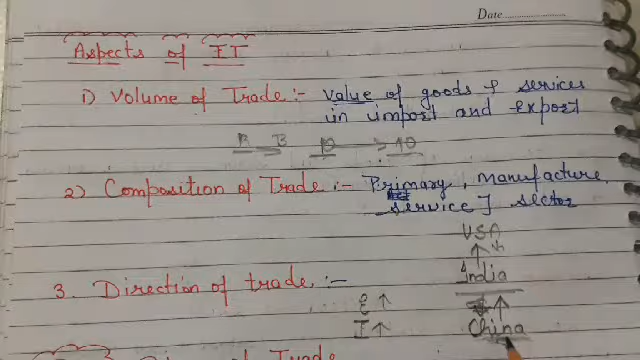 Date
Aspects of IT
1) Volume of Trade :- value of goods & services
in import and export
A B 10 40
2) Composition of Trade :- Primary, manufacture,
service] sector
USA
India
3. Direction of trade :-
E ↑
I ↑ China